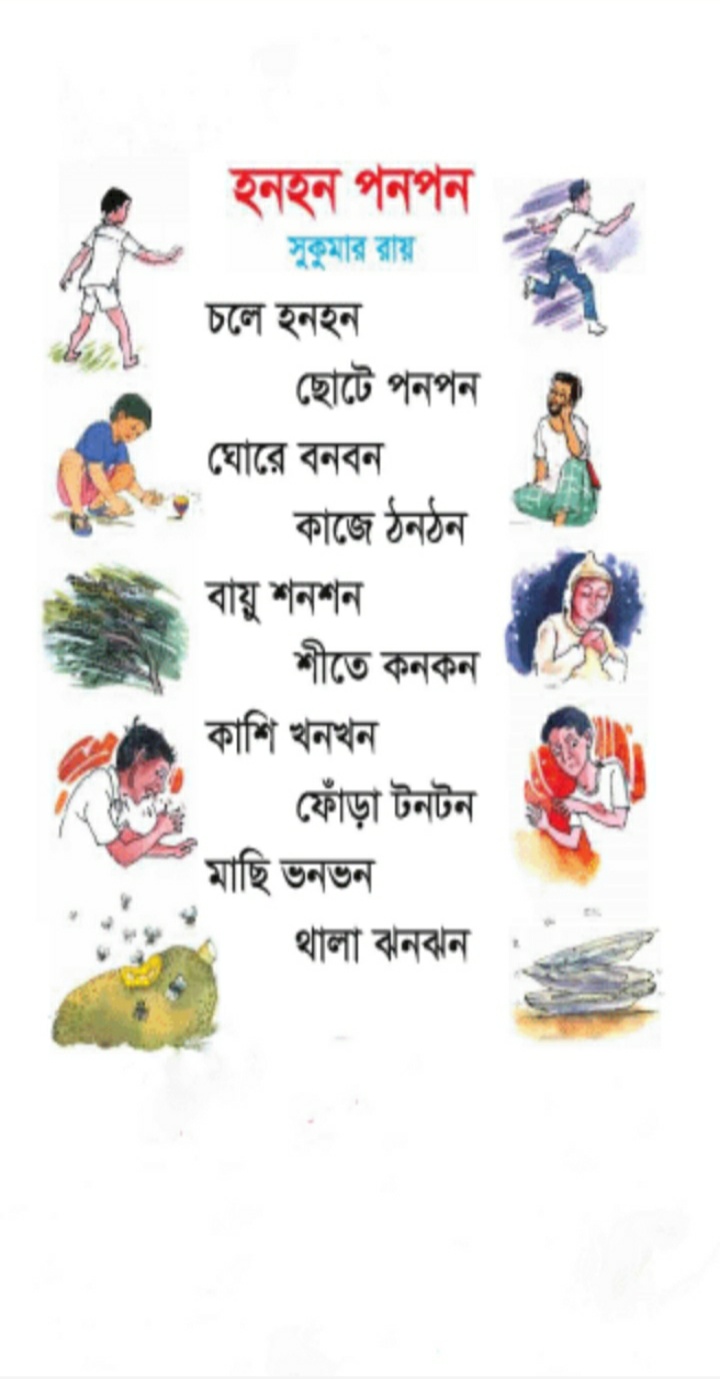 হনহন পনপন
সুকুমার রায়
চলে হনহন
ছোটে পনপন
ঘোরে বনবন
কাজে ঠনঠন
বায়ু শনশন
শীতে কনকন
কাশি খনখন
ফোঁড়া টনটন
মাছি ভনভন
থালা ঝনঝন